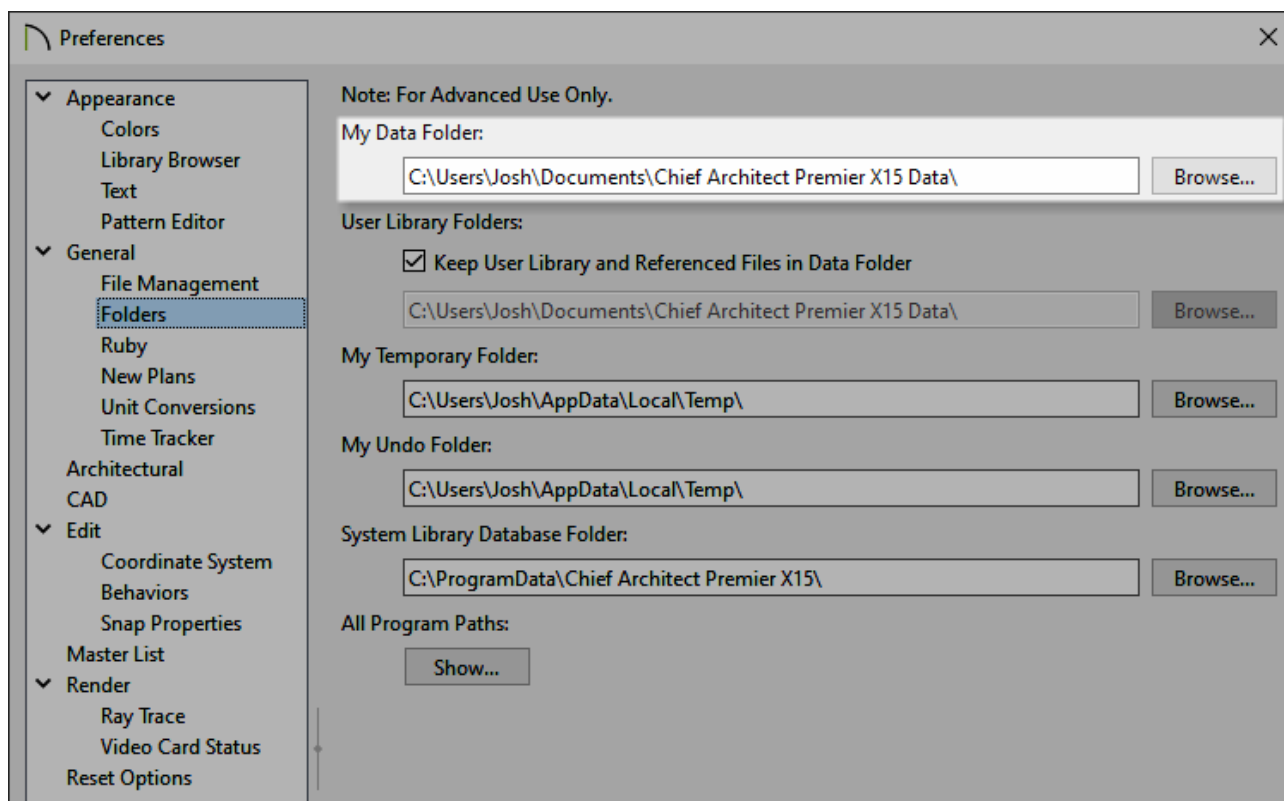 Preferences
Appearance
Colors
Library Browser
Text
Pattern Editor
General
File Management
Folders
Ruby
New Plans
Unit Conversions
Time Tracker
Architectural
CAD
Edit
Coordinate System
Behaviors
Snap Properties
Master List
Render
Ray Trace
Video Card Status
Reset Options
Note: For Advanced Use Only.
My Data Folder:
C:\Users\Josh\Documents\Chief Architect Premier X15 Data\ Browse...
User Library Folders:
Keep User Library and Referenced Files in Data Folder
C:\Users\Josh\Documents\Chief Architect Premier X15 Data\ Browse...
My Temporary Folder:
C:\Users\Josh\AppData\Local\Temp\ Browse...
My Undo Folder:
C:\Users\Josh\AppData\Local\Temp\ Browse...
System Library Database Folder:
C:\ProgramData\Chief Architect Premier X15\ Browse...
All Program Paths:
Show...